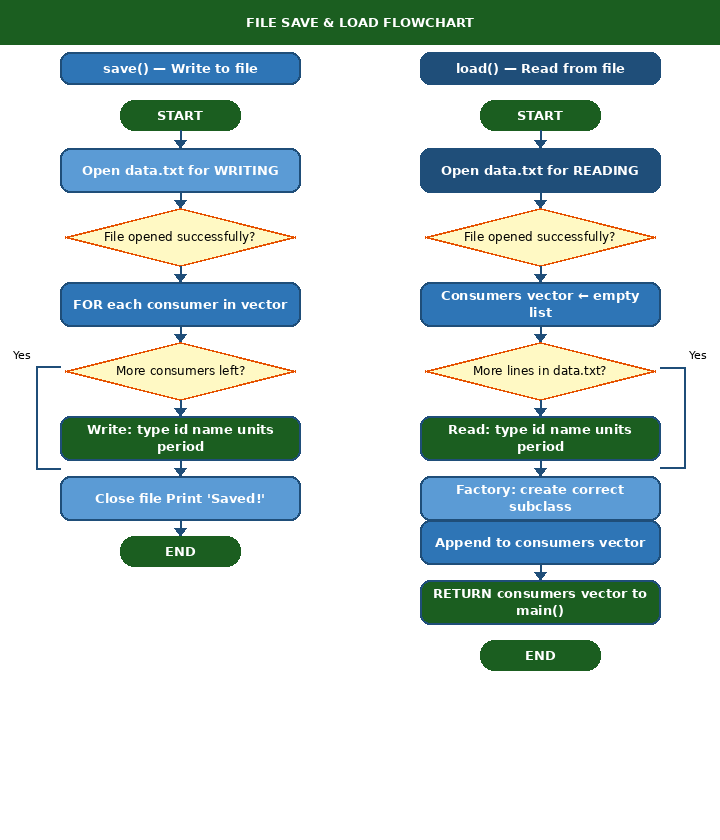 FILE SAVE & LOAD FLOWCHART
save() — Write to file
START
Open data.txt for WRITING
File opened successfully?
FOR each consumer in vector
More consumers left?
Yes
Write: type id name units
period
Close file Print 'Saved!'
END
load() — Read from file
START
Open data.txt for READING
File opened successfully?
Consumers vector ← empty
list
More lines in data.txt?
Yes
Read: type id name units
period
Factory: create correct
subclass
Append to consumers vector
RETURN consumers vector to
main()
END